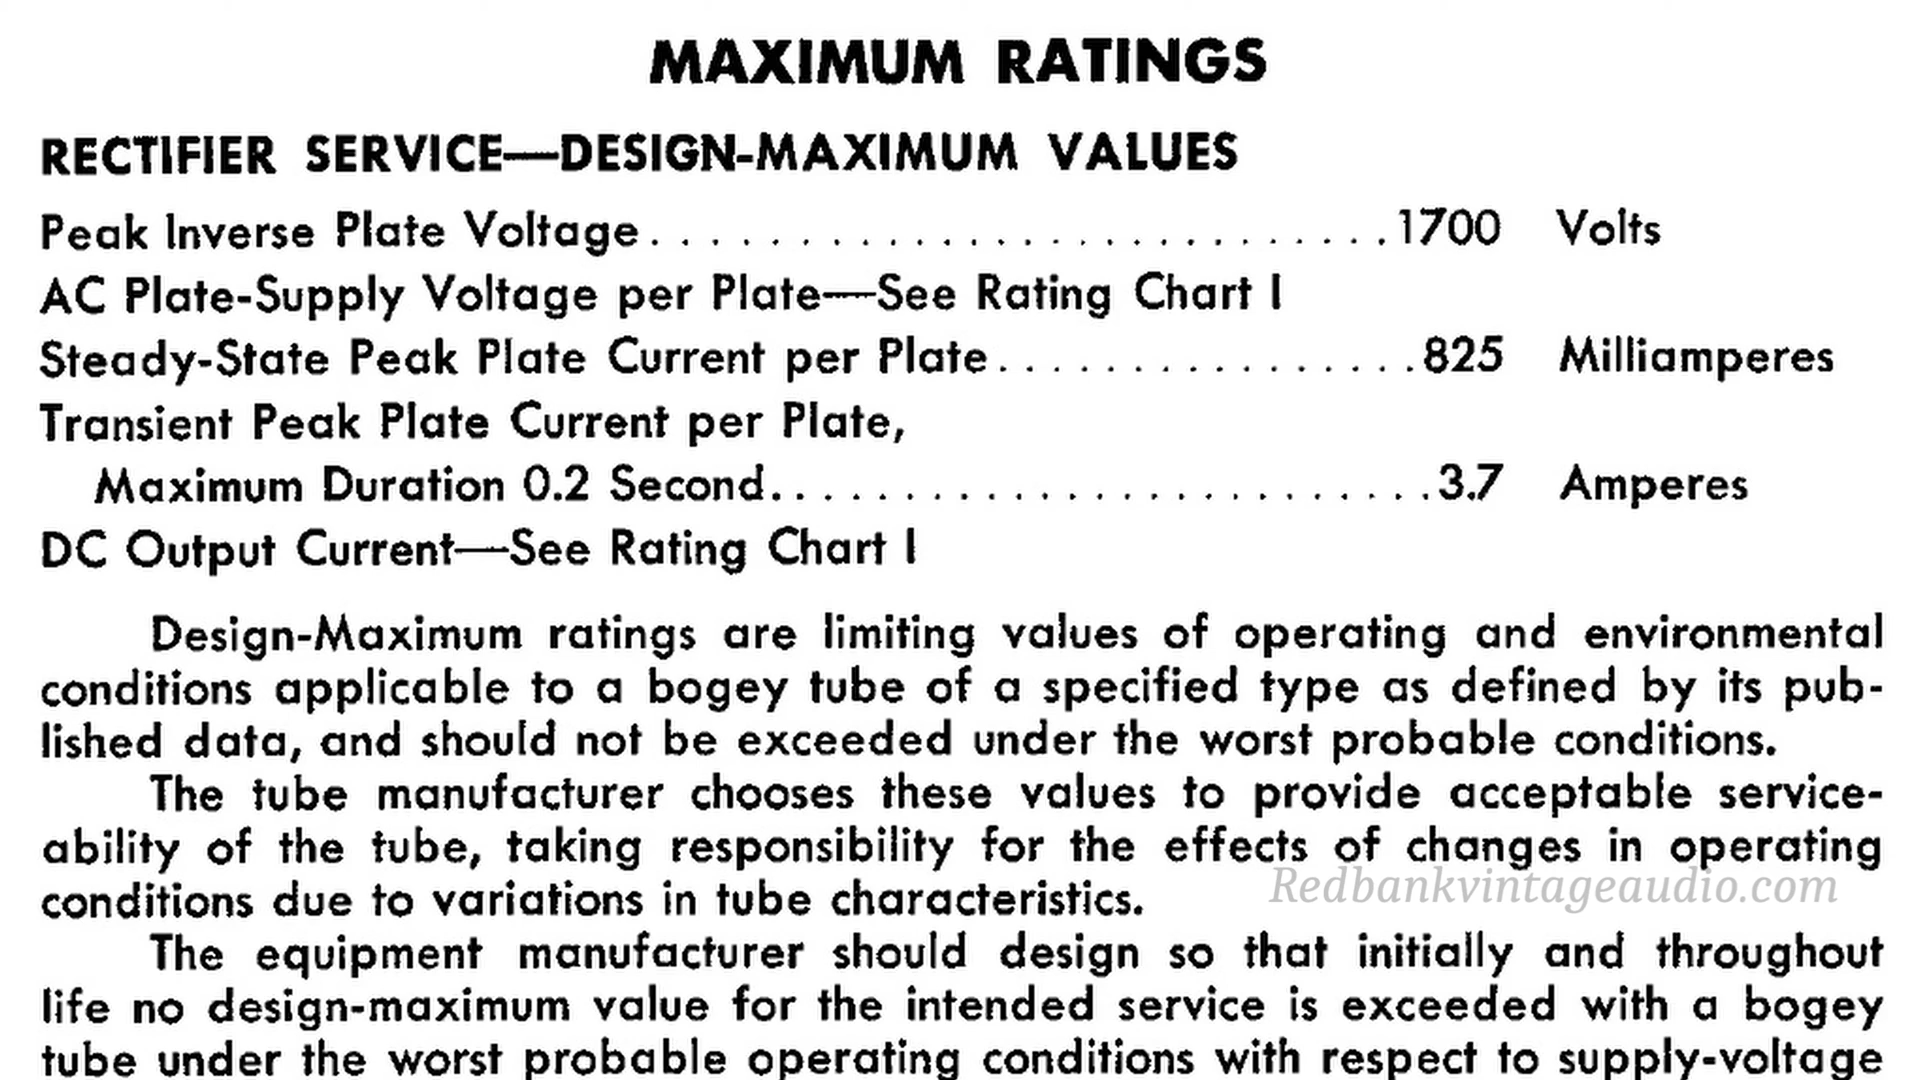 MAXIMUM RATINGS
RECTIFIER SERVICE—DESIGN-MAXIMUM VALUES
Peak Inverse Plate Voltage. . . . . . . . . . . . . . . . . . . . . . . . .1700 Volts
AC Plate-Supply Voltage per Plate—See Rating Chart I
Steady-State Peak Plate Current per Plate. . . . . . . . . . . . . . . .825 Milliamperes
Transient Peak Plate Current per Plate,
Maximum Duration 0.2 Second. . . . . . . . . . . . . . . . . . . . . . . .3.7 Amperes
DC Output Current—See Rating Chart I
Design-Maximum ratings are limiting values of operating and environmental
conditions applicable to a bogey tube of a specified type as defined by its pub-
lished data, and should not be exceeded under the worst probable conditions.
The tube manufacturer chooses these values to provide acceptable service-
ability of the tube, taking responsibility for the effects of changes in operating
conditions due to variations in tube characteristics.
Redbankvintageaudio.com
The equipment manufacturer should design so that initially and throughout
life no design-maximum value for the intended service is exceeded with a bogey
tube under the worst probable operating conditions with respect to supply-voltage